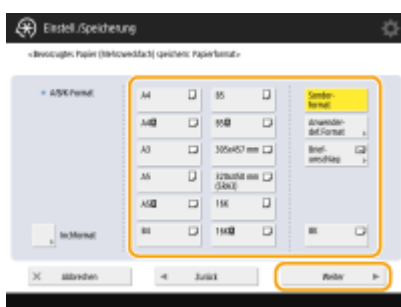 Einstell./Speicherung
<Bevorzugtes Papier (Mehrzweckfach) speichern: Papierformat>
A/B/K-Format
A4
B5
Sonder-
format
A4R
B5R
Anwender-
def.Format
A3
305x457 mm
Brief-
umschlag
A5
320x450 mm
(SRA3)
A5R
16K
B4
16KR
8K
Inchformat
Abbrechen
Zurück
Weiter